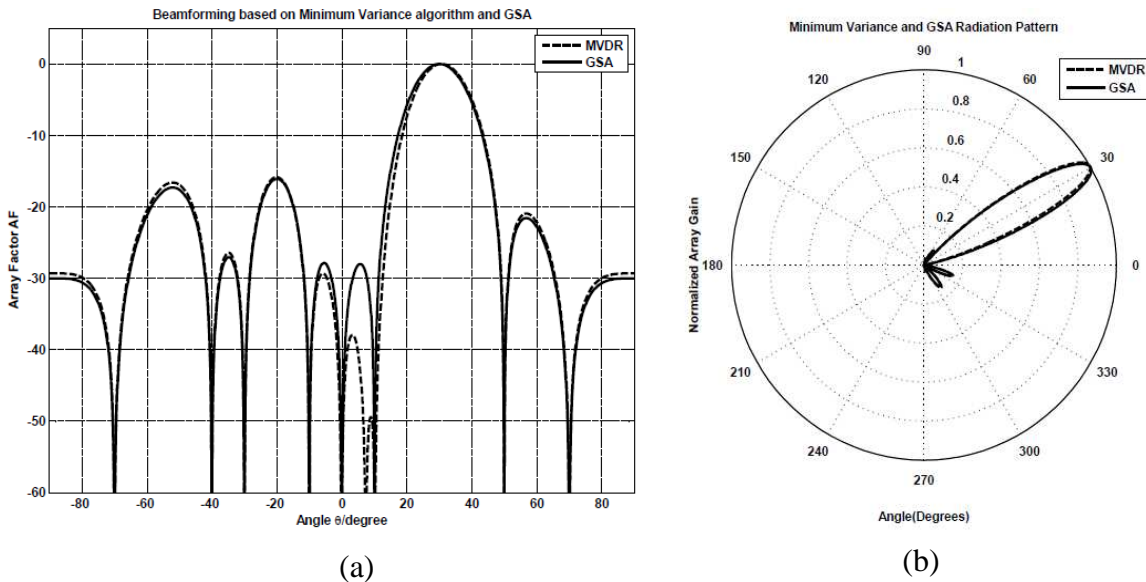 Beamforming based on Minimum Variance algorithm and GSA
MVDR
GSA
0
-10
-20
-30
-40
-50
-60
Array Factor AF
-80
-60
-40
-20
0
20
40
60
80
Angle θ/degree
(a)
Minimum Variance and GSA Radiation Pattern
MVDR
GSA
90
1
120
60
0.8
0.6
150
30
0.4
0.2
Normalized Array Gain
180
0
210
330
240
300
270
Angle(Degrees)
(b)